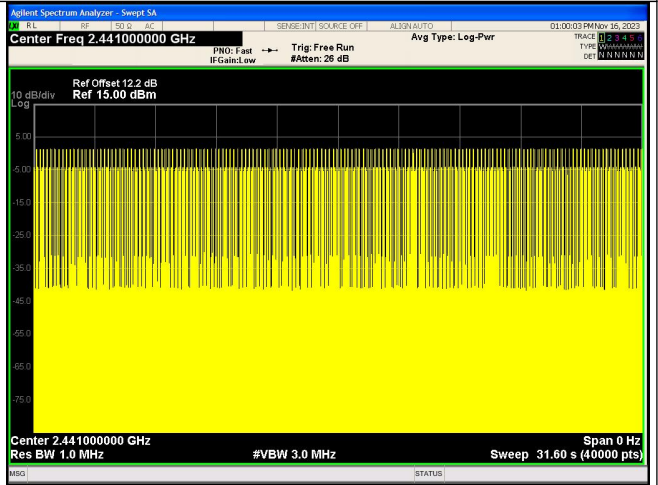 Agilent Spectrum Analyzer - Swept SA
LXI RL RF 50 Ω AC SENSE:INT SOURCE OFF ALIGN AUTO 01:00:03 PM Nov 16, 2023
Center Freq 2.441000000 GHz
PNO: Fast
IFGain:Low
Trig: Free Run
#Atten: 26 dB
Avg Type: Log-Pwr
TRACE 1 2 3 4 5 6
TYPE W
DET N N N N N N
10 dB/div
Log
Ref Offset 12.2 dB
Ref 15.00 dBm
5.00
-5.00
-15.0
-25.0
-35.0
-45.0
-55.0
-65.0
-75.0
Center 2.441000000 GHz Span 0 Hz
Res BW 1.0 MHz #VBW 3.0 MHz Sweep 31.60 s (40000 pts)
MSG STATUS